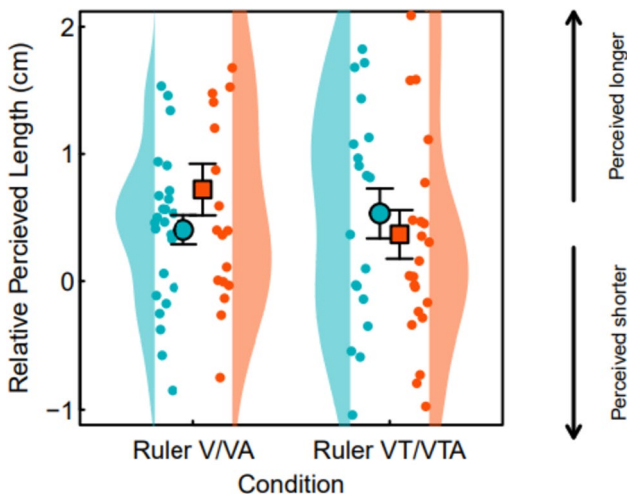 Relative Percieved Length (cm)
2
1
0
−1
Ruler V/VA
Ruler VT/VTA
Condition
Perceived longer
Perceived shorter